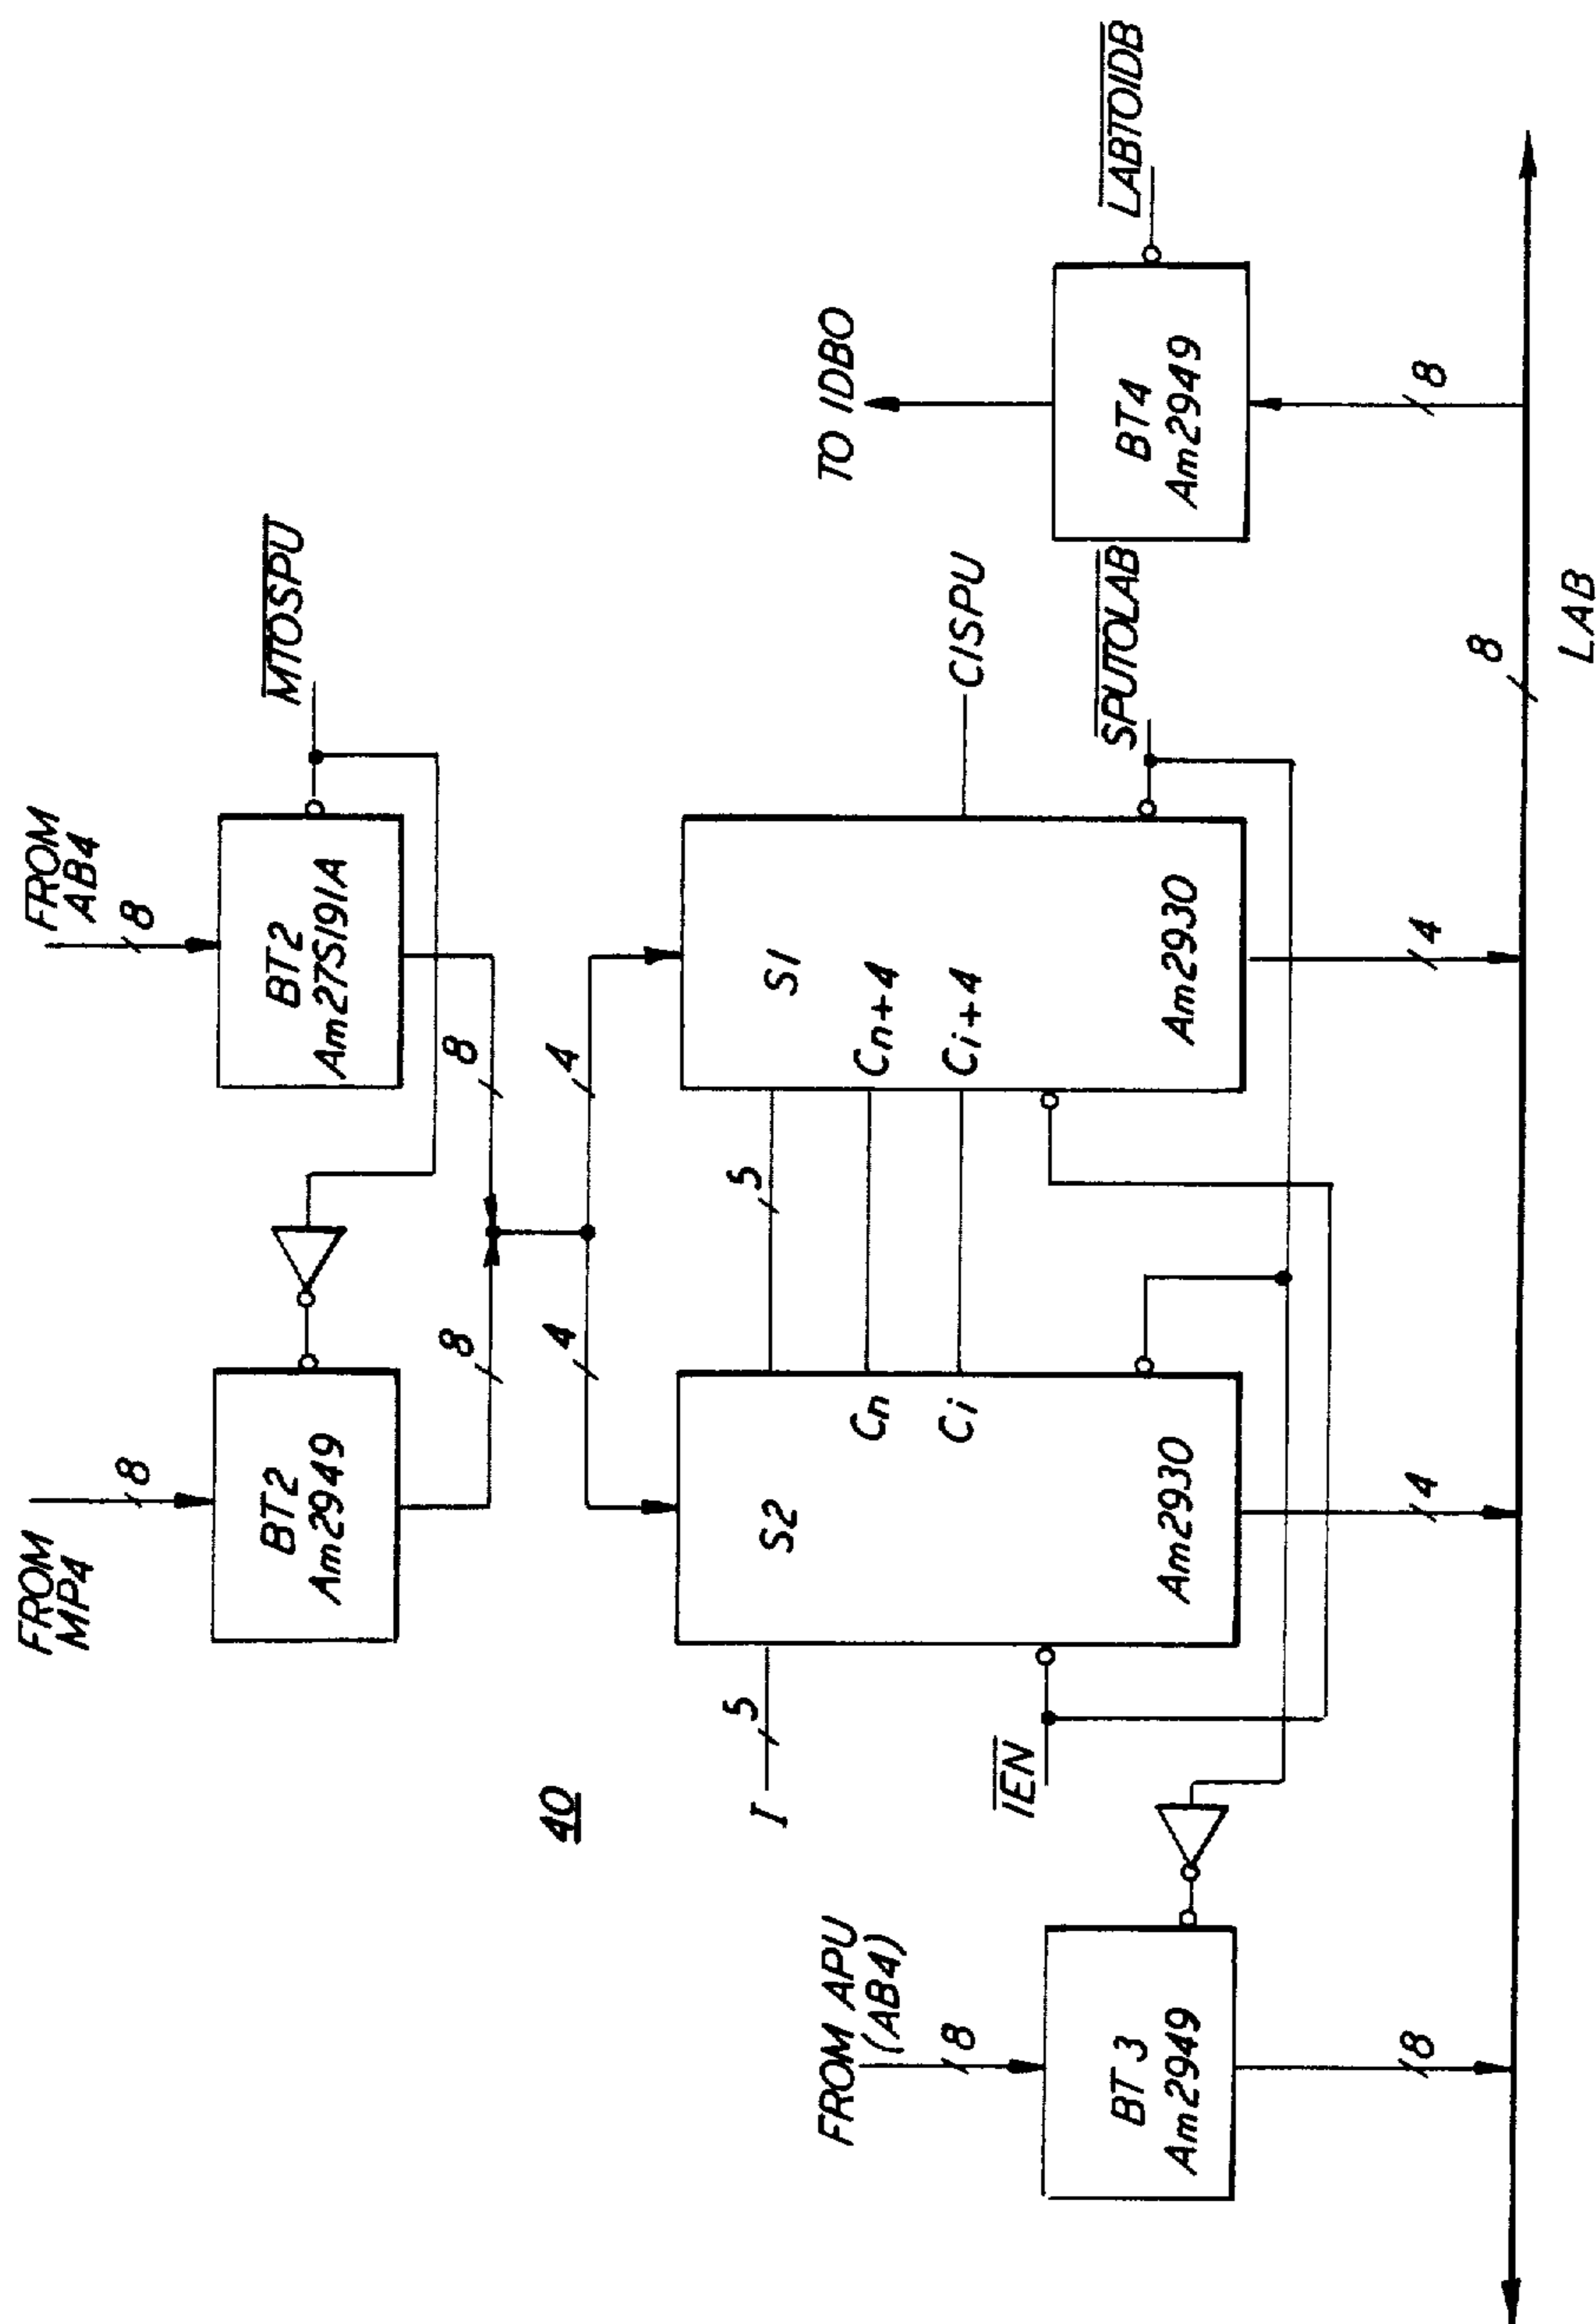 FROM
MP4
8
BT2
Am2949
8
FROM
AB4
8
BT2
Am27S191A
8
MTOSPU
4
4
I
5
S2
Cn
Ci
Am2930
5
S1
Cn+4
Ci+4
Am2930
CISPU
IEN
SPUTOLAB
40
FROM APU
(AB4)
8
BT3
Am2949
8
4
4
TO IDBO
BT4
Am2949
LABTOIDB
8
8
LAB